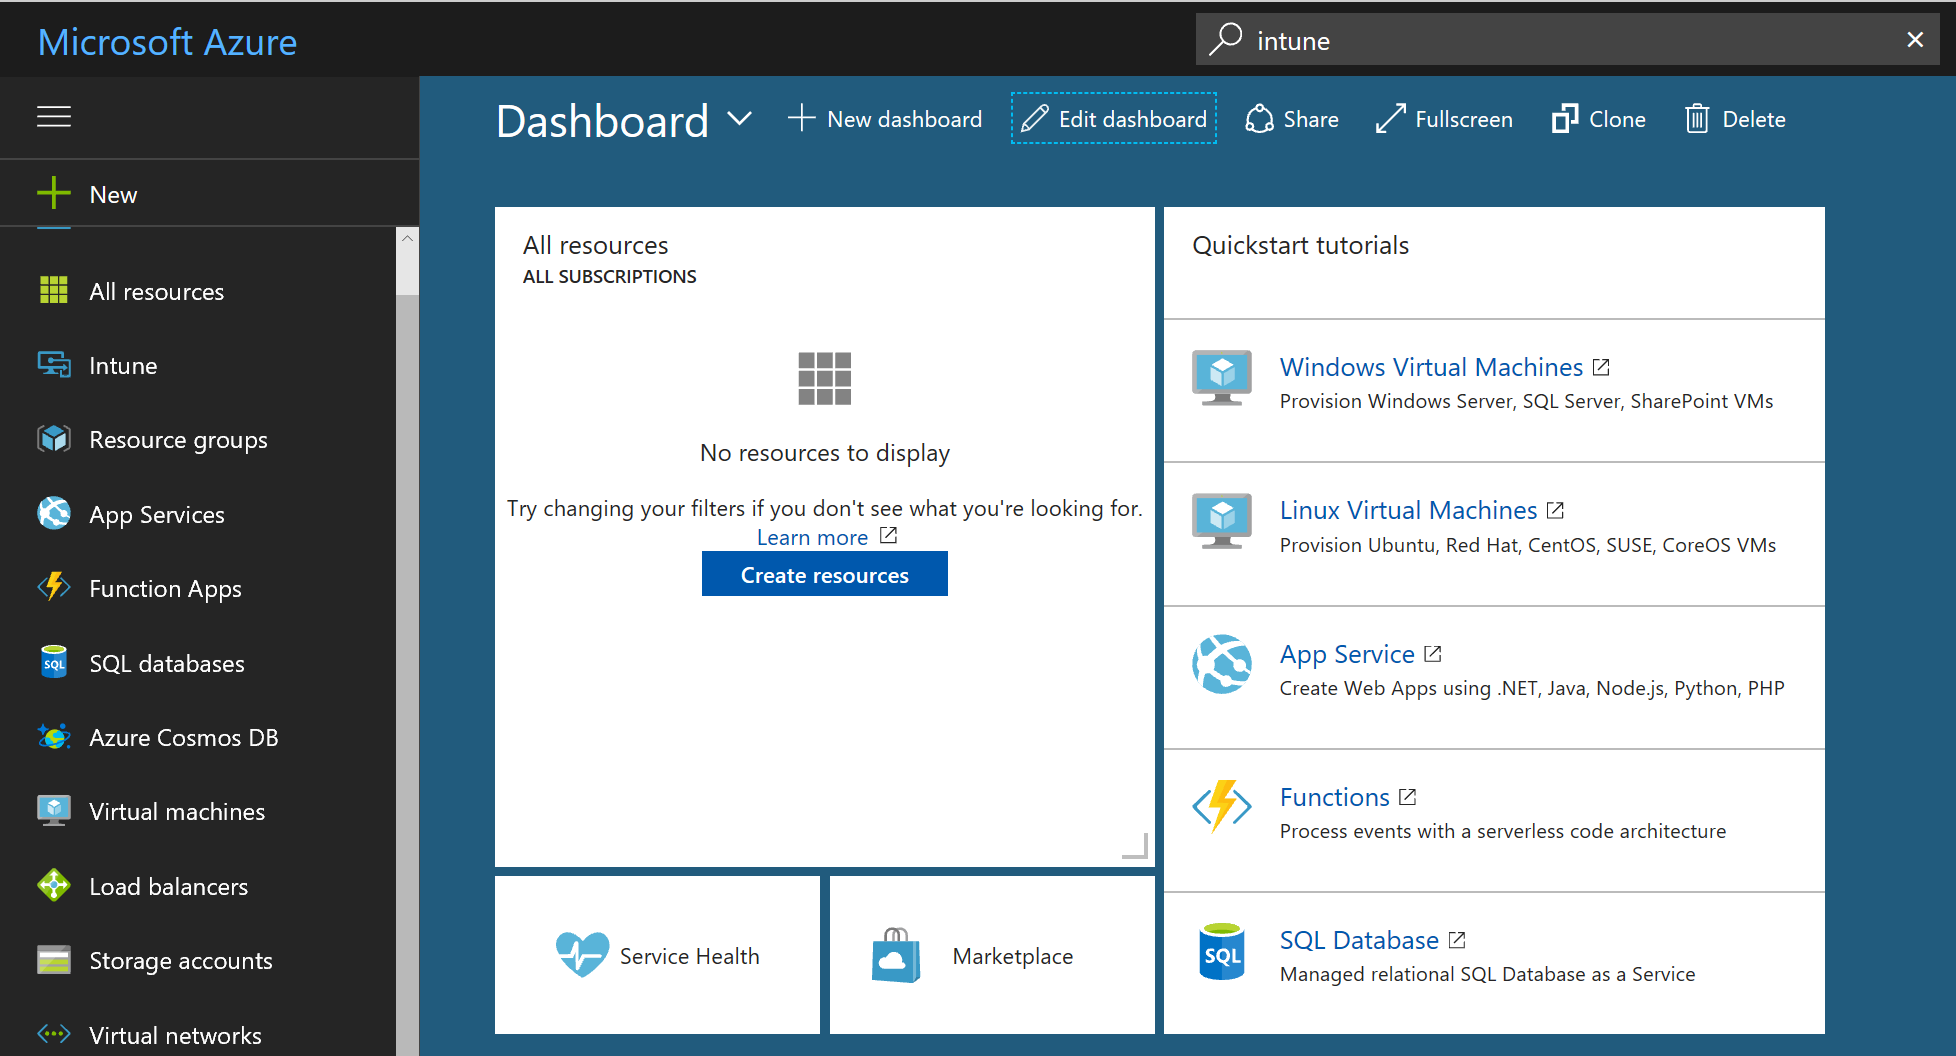 Microsoft Azure
intune
New
All resources
Intune
Resource groups
App Services
Function Apps
SQL
SQL databases
Azure Cosmos DB
Virtual machines
Load balancers
Storage accounts
Virtual networks
Dashboard
New dashboard
Edit dashboard
Share
Fullscreen
Clone
Delete
All resources
ALL SUBSCRIPTIONS
No resources to display
Try changing your filters if you don't see what you're looking for.
Learn more
Create resources
Service Health
Marketplace
Quickstart tutorials
Windows Virtual Machines
Provision Windows Server, SQL Server, SharePoint VMs
Linux Virtual Machines
Provision Ubuntu, Red Hat, CentOS, SUSE, CoreOS VMs
App Service
Create Web Apps using .NET, Java, Node.js, Python, PHP
Functions
Process events with a serverless code architecture
SQL
SQL Database
Managed relational SQL Database as a Service